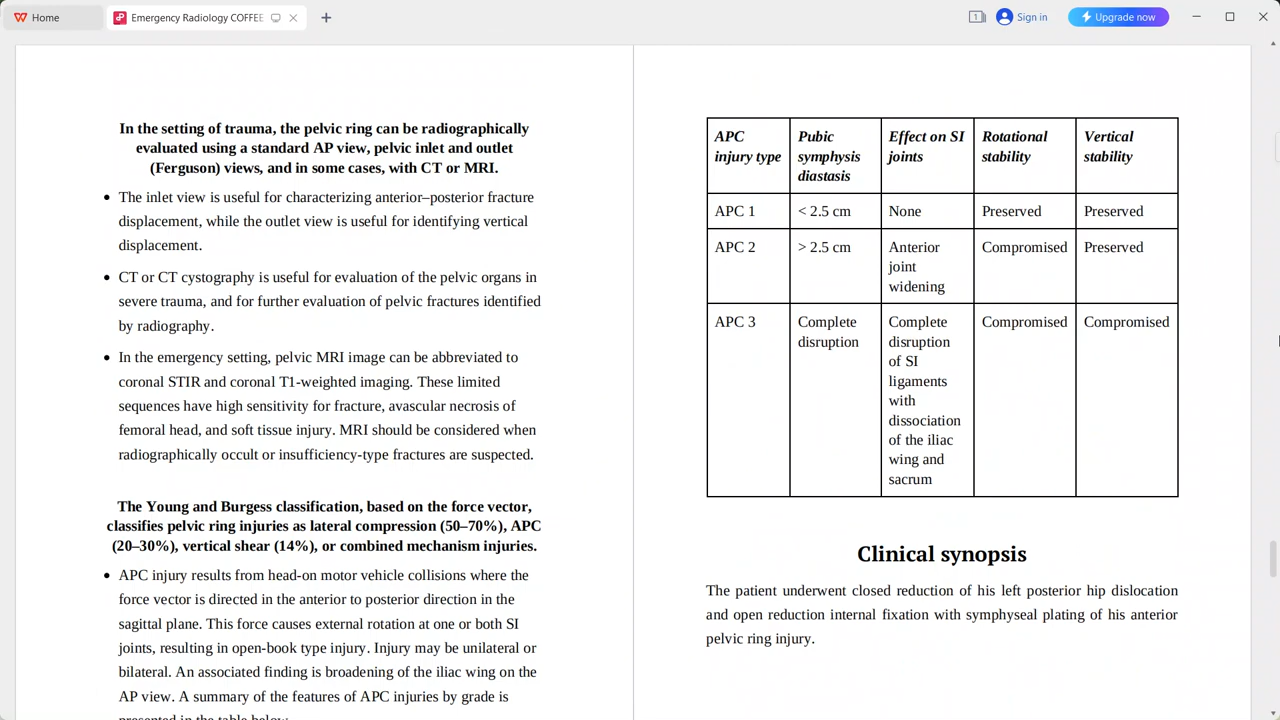 Home
Emergency Radiology COFFEE
1
Sign in
Upgrade now
In the setting of trauma, the pelvic ring can be radiographically
evaluated using a standard AP view, pelvic inlet and outlet
(Ferguson) views, and in some cases, with CT or MRI.
• The inlet view is useful for characterizing anterior–posterior fracture
displacement, while the outlet view is useful for identifying vertical
displacement.
• CT or CT cystography is useful for evaluation of the pelvic organs in
severe trauma, and for further evaluation of pelvic fractures identified
by radiography.
• In the emergency setting, pelvic MRI image can be abbreviated to
coronal STIR and coronal T1-weighted imaging. These limited
sequences have high sensitivity for fracture, avascular necrosis of
femoral head, and soft tissue injury. MRI should be considered when
radiographically occult or insufficiency-type fractures are suspected.
The Young and Burgess classification, based on the force vector,
classifies pelvic ring injuries as lateral compression (50–70%), APC
(20–30%), vertical shear (14%), or combined mechanism injuries.
• APC injury results from head-on motor vehicle collisions where the
force vector is directed in the anterior to posterior direction in the
sagittal plane. This force causes external rotation at one or both SI
joints, resulting in open-book type injury. Injury may be unilateral or
bilateral. An associated finding is broadening of the iliac wing on the
AP view. A summary of the features of APC injuries by grade is
presented in the table below.
APC
injury type
Pubic
symphysis
diastasis
Effect on SI
joints
Rotational
stability
Vertical
stability
APC 1
< 2.5 cm
None
Preserved
Preserved
APC 2
> 2.5 cm
Anterior
joint
widening
Compromised
Preserved
APC 3
Complete
disruption
Complete
disruption
of SI
ligaments
with
dissociation
of the iliac
wing and
sacrum
Compromised
Compromised
Clinical synopsis
The patient underwent closed reduction of his left posterior hip dislocation
and open reduction internal fixation with symphyseal plating of his anterior
pelvic ring injury.